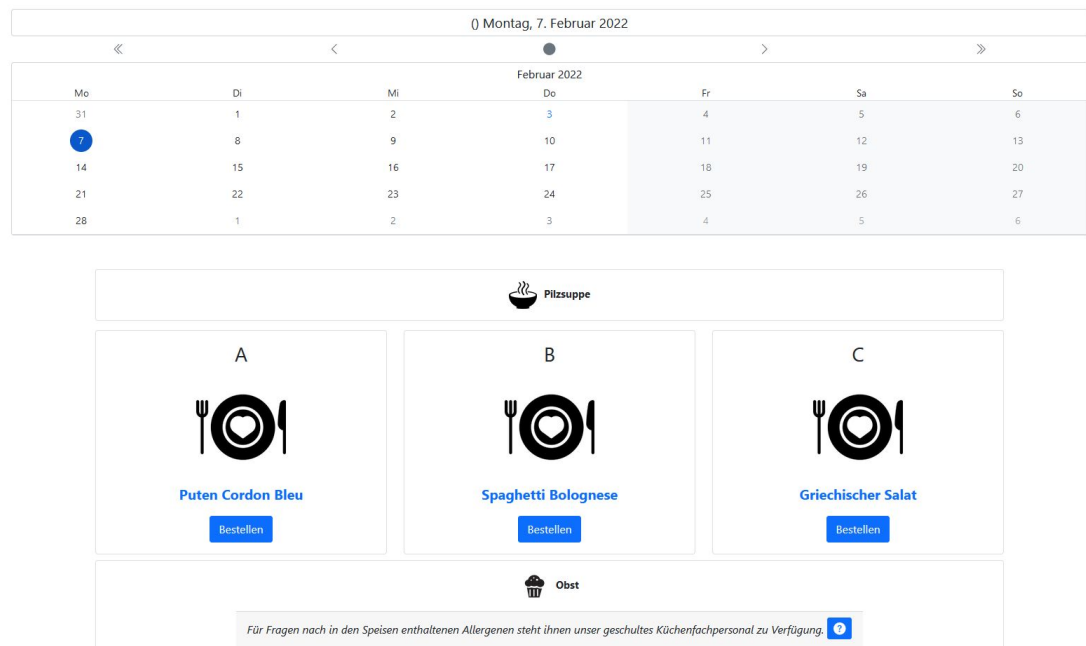 () Montag, 7. Februar 2022
Februar 2022
Mo Di Mi Do Fr Sa So
31 1 2 3 4 5 6
7 8 9 10 11 12 13
14 15 16 17 18 19 20
21 22 23 24 25 26 27
28 1 2 3 4 5 6
Pilzsuppe
A B C
Puten Cordon Bleu Spaghetti Bolognese Griechischer Salat
Bestellen Bestellen Bestellen
Obst
Für Fragen nach in den Speisen enthaltenen Allergenen steht ihnen unser geschultes Küchenfachpersonal zu Verfügung. ?